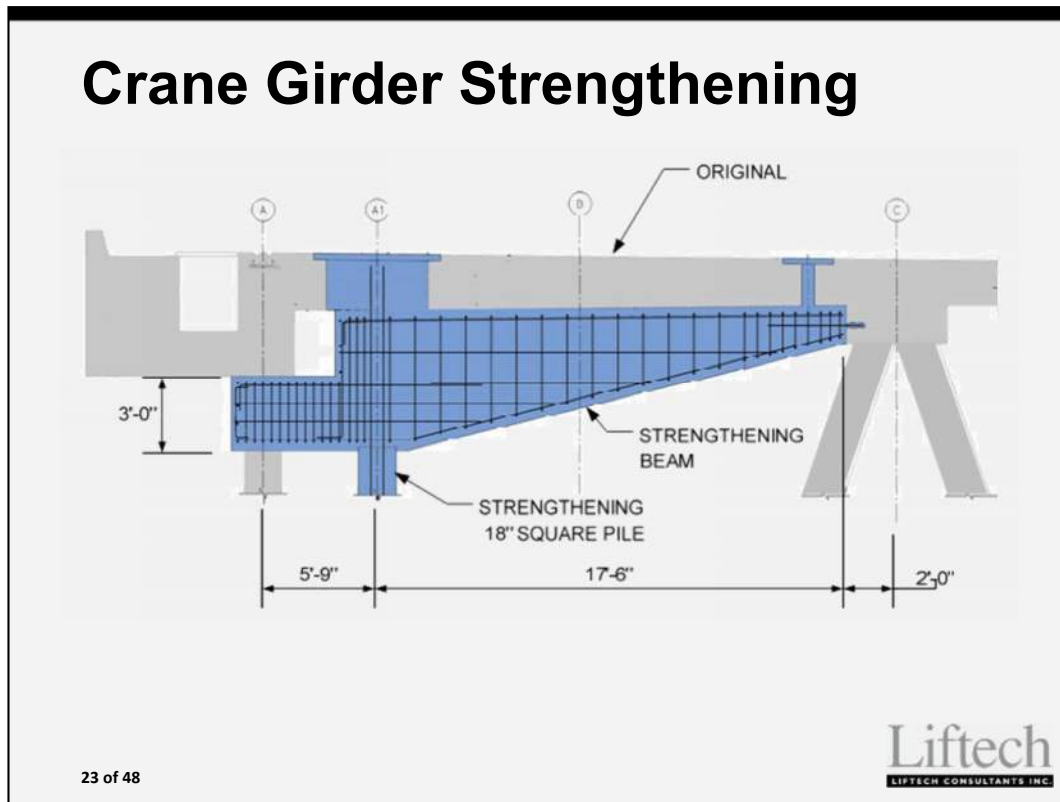 Crane Girder Strengthening
ORIGINAL
A
A1
B
C
3'-0"
STRENGTHENING
BEAM
STRENGTHENING
18" SQUARE PILE
5'-9"
17'-6"
2'-0"
23 of 48
Liftech
LIFTECH CONSULTANTS INC.